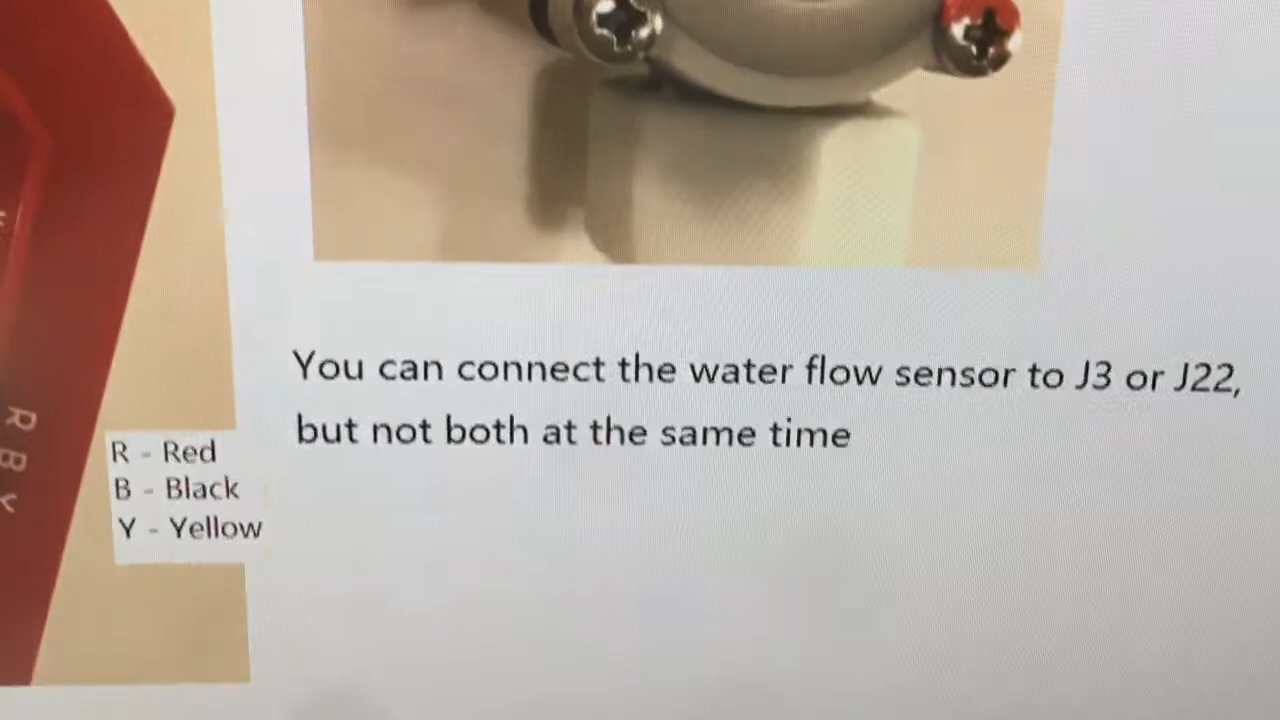 R
B
Y
R - Red
B - Black
Y - Yellow
You can connect the water flow sensor to J3 or J22,
but not both at the same time